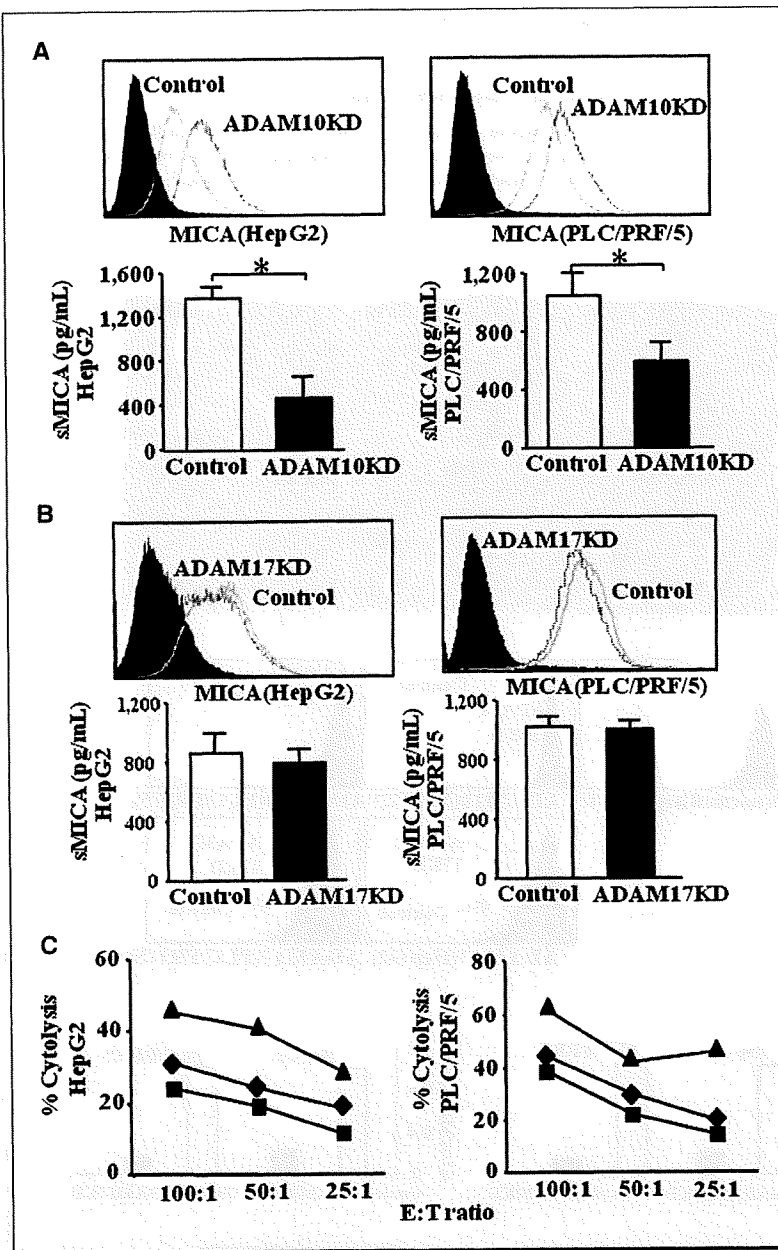 A
Control
ADAM10KD
MICA(HepG2)
Control
ADAM10KD
MICA(PLC/PRF/5)
sMICA (pg/mL)
HepG2
1,600
1,200
800
400
0
*
Control ADAM10KD
sMICA (pg/mL)
PLC/PRF/5
1,200
800
400
0
*
Control ADAM10KD
B
ADAM17KD
Control
MICA(HepG2)
ADAM17KD
Control
MICA(PLC/PRF/5)
sMICA (pg/mL)
HepG2
1,200
800
400
0
Control ADAM17KD
sMICA (pg/mL)
PLC/PRF/5
1,200
800
400
0
Control ADAM17KD
C
% Cytolysis
HepG2
60
40
20
0
100:1 50:1 25:1
% Cytolysis
PLC/PRF/5
80
60
40
20
0
100:1 50:1 25:1
E:T ratio